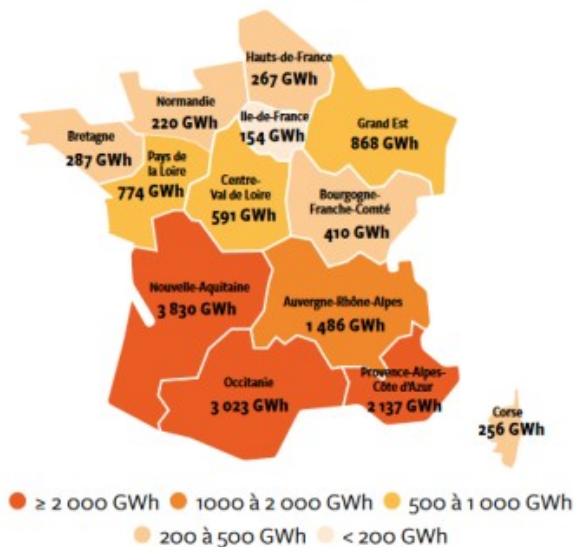 Hauts-de-France
267 GWh
Normandie
220 GWh
Ile-de-France
154 GWh
Grand Est
868 GWh
Bretagne
287 GWh
Pays de
la Loire
774 GWh
Centre-
Val de Loire
591 GWh
Bourgogne-
Franche-Comté
410 GWh
Nouvelle-Aquitaine
3 830 GWh
Auvergne-Rhône-Alpes
1 486 GWh
Occitanie
3 023 GWh
Provence-Alpes-
Côte d'Azur
2 137 GWh
Corse
256 GWh
≥ 2 000 GWh
1000 à 2 000 GWh
500 à 1 000 GWh
200 à 500 GWh
< 200 GWh